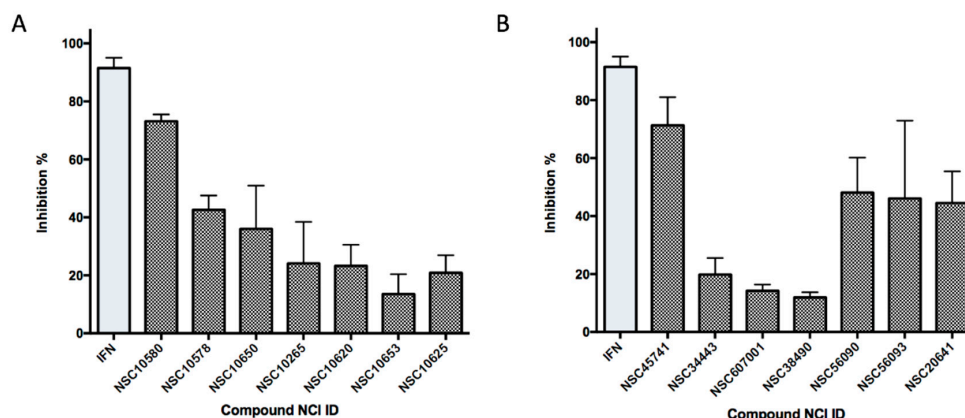 A
Inhibition %
100
80
60
40
20
0
IFN
NSC10580
NSC10578
NSC10650
NSC10265
NSC10620
NSC10653
NSC10625
Compound NCI ID
B
Inhibition %
100
80
60
40
20
0
IFN
NSC45741
NSC34443
NSC607001
NSC38490
NSC56090
NSC56093
NSC20641
Compound NCI ID